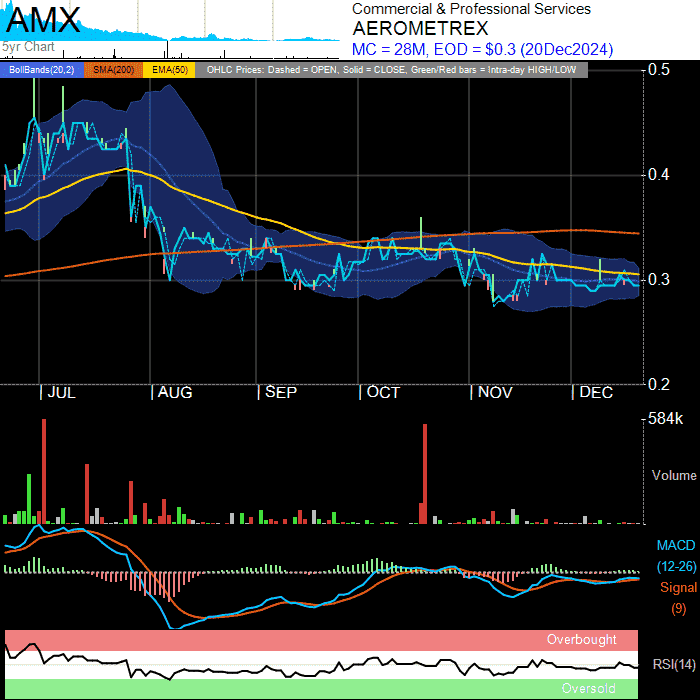 AMX
5yr Chart
Commercial & Professional Services
AEROMETREX
MC = 28M, EOD = $0.3 (20Dec2024)
BollBands(20,2) SMA(200) EMA(50) OHLC Prices: Dashed = OPEN, Solid = CLOSE, Green/Red bars = Intra-day HIGH/LOW
0.5
0.4
0.3
0.2
JUL AUG SEP OCT NOV DEC
584k
Volume
MACD
(12-26)
Signal
(9)
Overbought
RSI(14)
Oversold